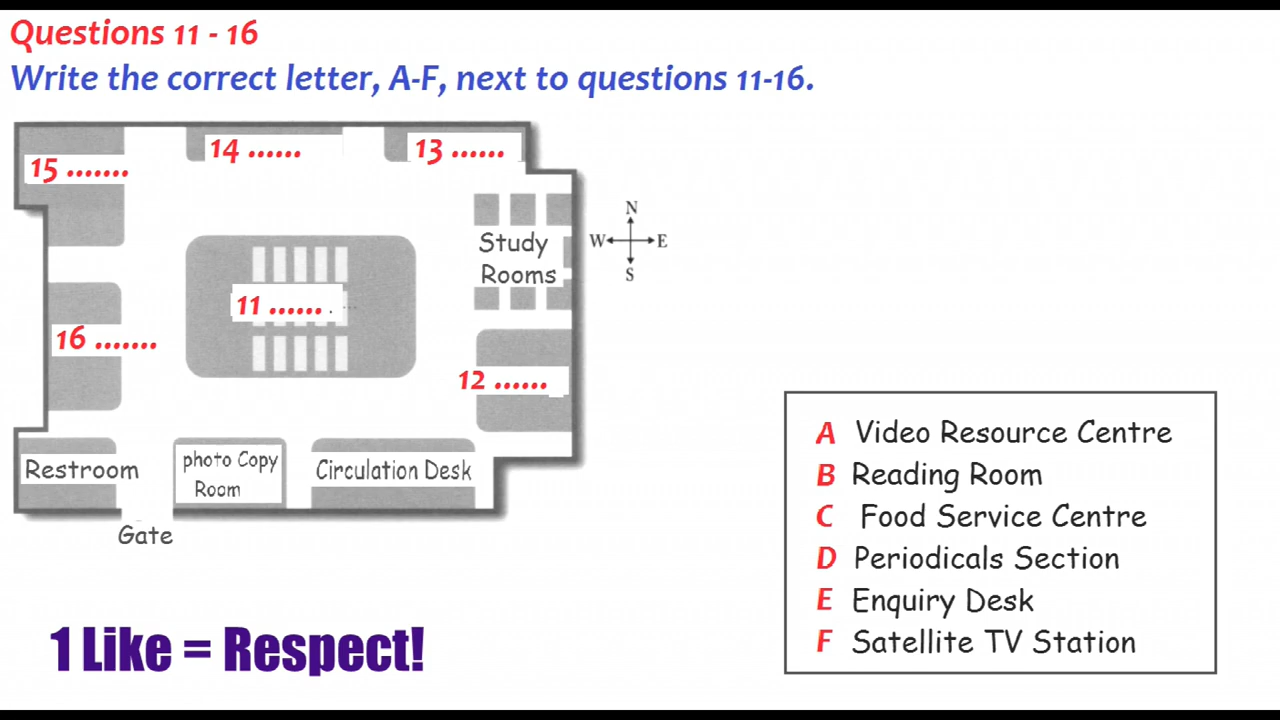 Questions 11 - 16
Write the correct letter, A-F, next to questions 11-16.
15 .......
14 ......
13 ......
N
W E
S
Study
Rooms
11 ......
16 .......
12 ......
Restroom
photo Copy
Room
Circulation Desk
Gate
A Video Resource Centre
B Reading Room
C Food Service Centre
D Periodicals Section
E Enquiry Desk
F Satellite TV Station
1 Like = Respect!